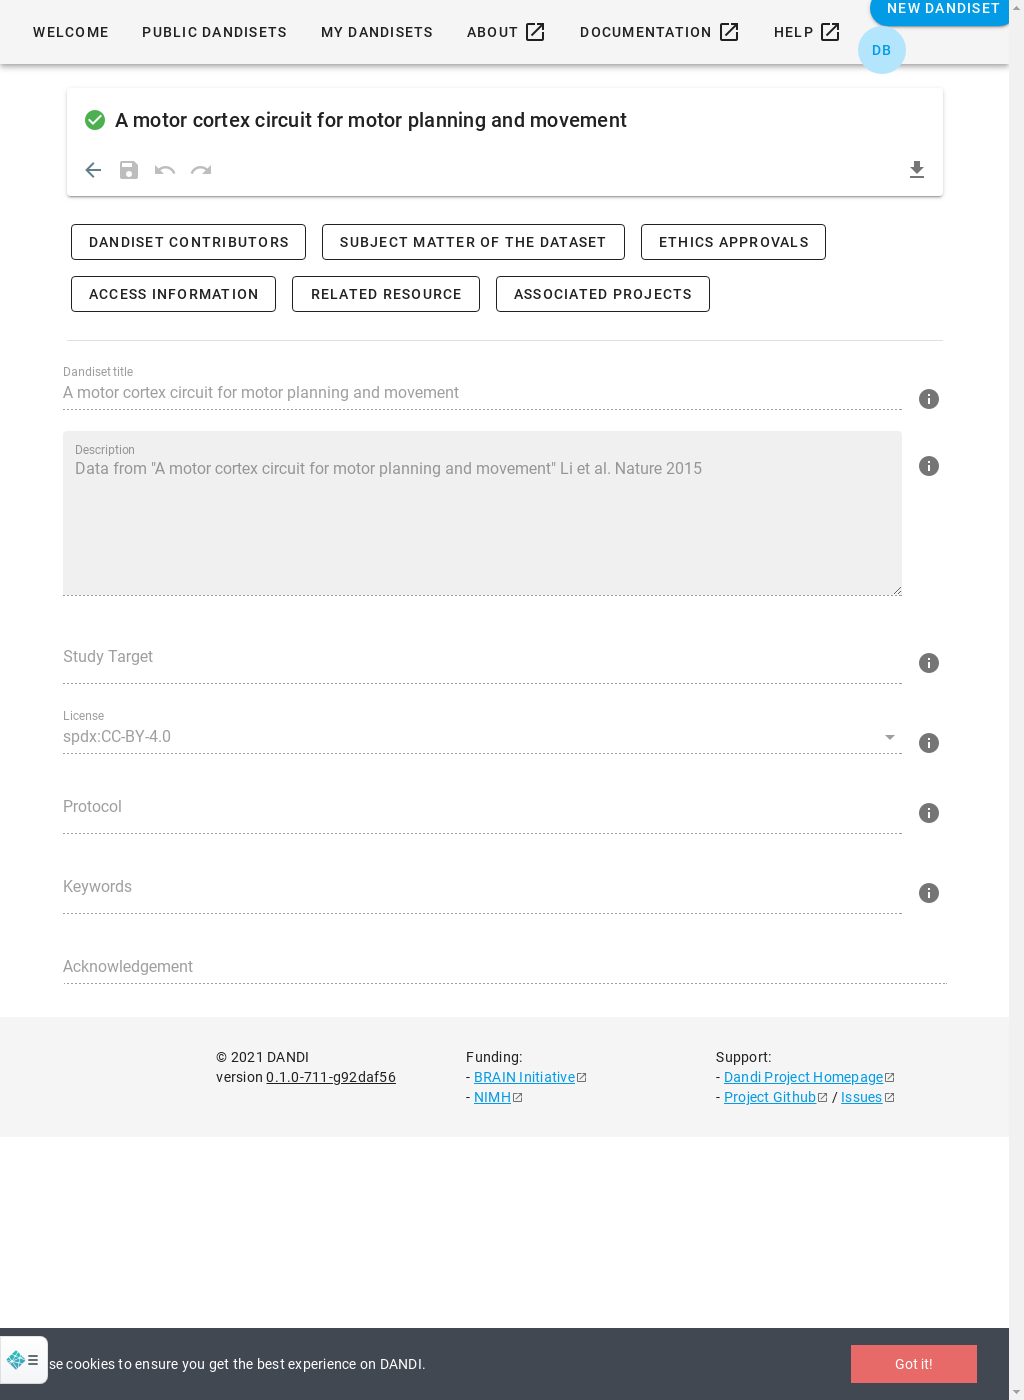 NEW DANDISET
WELCOME PUBLIC DANDISETS MY DANDISETS ABOUT DOCUMENTATION HELP
DB
A motor cortex circuit for motor planning and movement
DANDISET CONTRIBUTORS SUBJECT MATTER OF THE DATASET ETHICS APPROVALS
ACCESS INFORMATION RELATED RESOURCE ASSOCIATED PROJECTS
Dandiset title
A motor cortex circuit for motor planning and movement
Description
Data from "A motor cortex circuit for motor planning and movement" Li et al. Nature 2015
Study Target
License
spdx:CC-BY-4.0
Protocol
Keywords
Acknowledgement
© 2021 DANDI
version 0.1.0-711-g92daf56
Funding:
- BRAIN Initiative
- NIMH
Support:
- Dandi Project Homepage
- Project Github / Issues
se cookies to ensure you get the best experience on DANDI.
Got it!